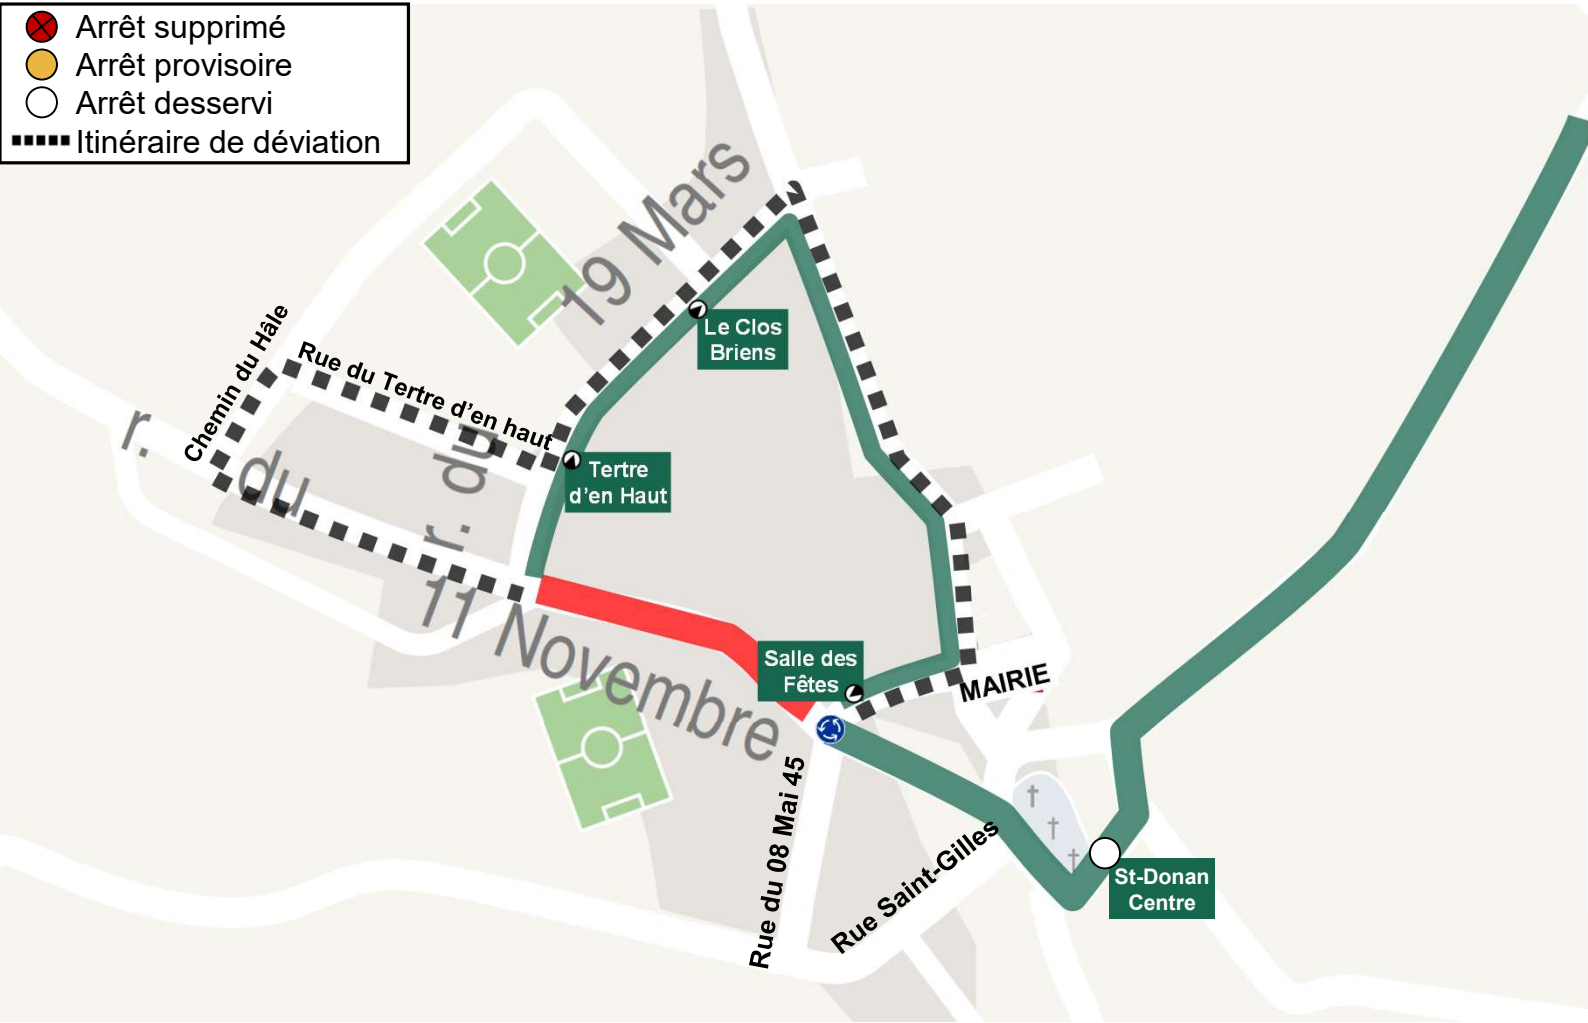 Arrêt supprimé
Arrêt provisoire
Arrêt desservi
Itinéraire de déviation
19 Mars
Le Clos
Briens
Chemin du Hâle
Rue du Tertre d'en haut
r.
du
r. du
Tertre
d'en Haut
11 Novembre
Salle des
Fêtes
MAIRIE
Rue du 08 Mai 45
Rue Saint-Gilles
St-Donan
Centre